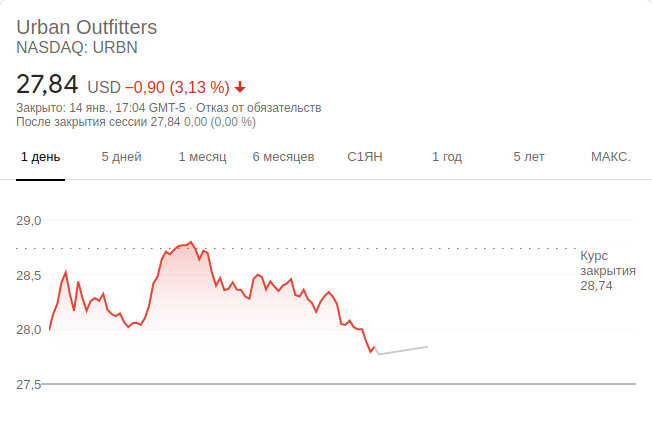 Urban Outfitters
NASDAQ: URBN
27,84 USD −0,90 (3,13 %)
Закрыто: 14 янв., 17:04 GMT-5 · Отказ от обязательств
После закрытия сессии 27,84 0,00 (0,00 %)
1 день 5 дней 1 месяц 6 месяцев С1ЯН 1 год 5 лет МАКС.
29,0
Курс
закрытия
28,5
28,74
28,0
27,5